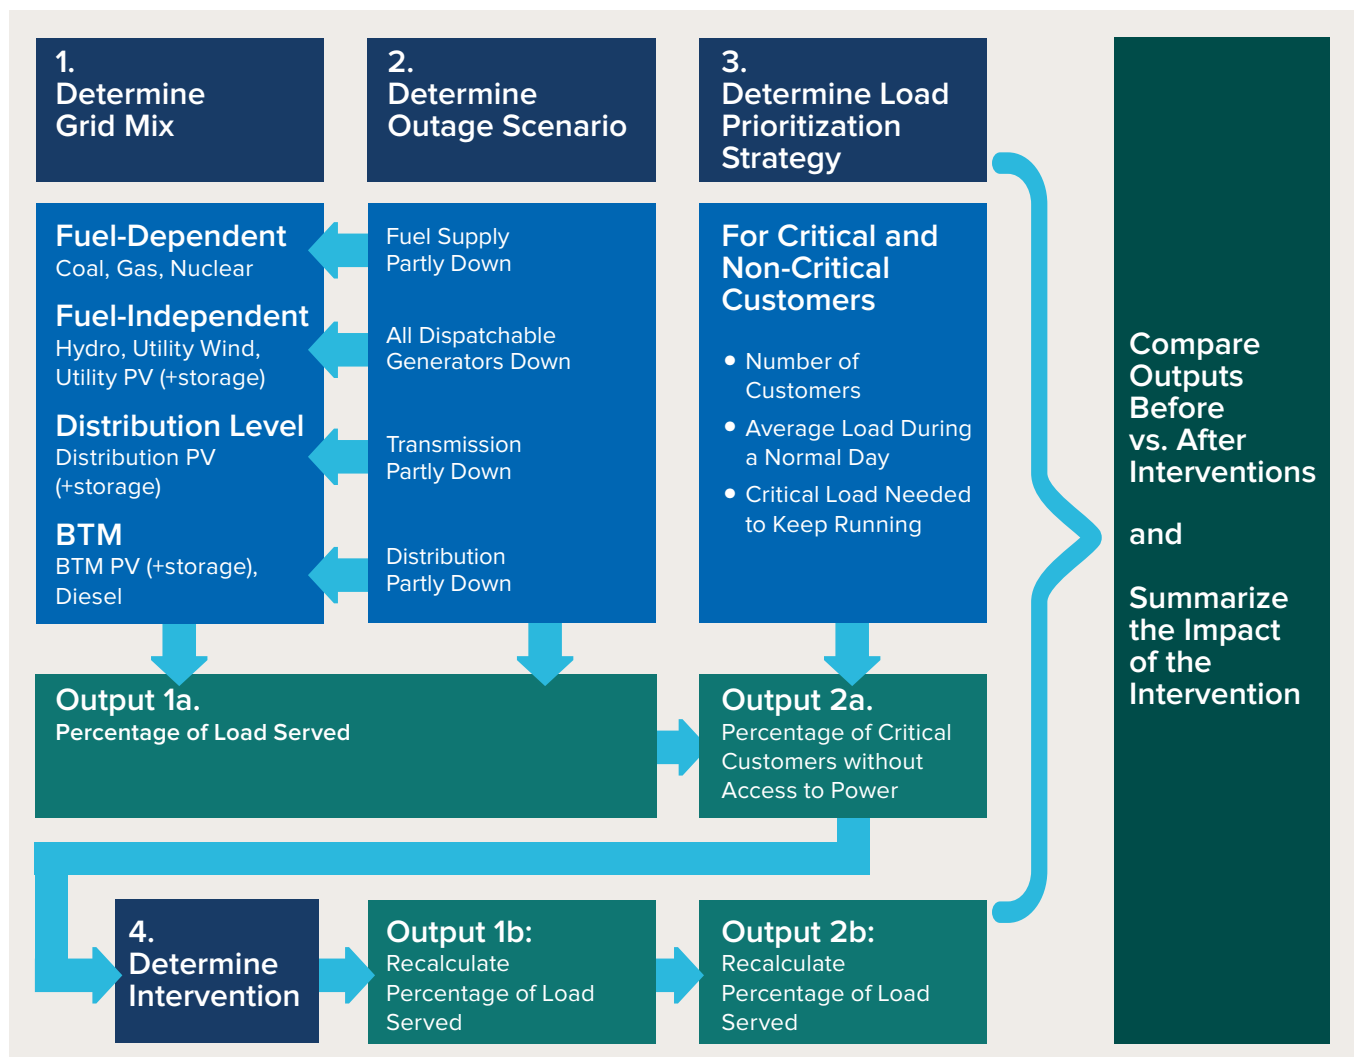 1.
Determine
Grid Mix
2.
Determine
Outage Scenario
3.
Determine Load
Prioritization
Strategy
Fuel-Dependent
Coal, Gas, Nuclear
Fuel-Independent
Hydro, Utility Wind,
Utility PV (+storage)
Distribution Level
Distribution PV
(+storage)
BTM
BTM PV (+storage),
Diesel
Fuel Supply
Partly Down
All Dispatchable
Generators Down
Transmission
Partly Down
Distribution
Partly Down
For Critical and
Non-Critical
Customers
• Number of
Customers
• Average Load During
a Normal Day
• Critical Load Needed
to Keep Running
Output 1a.
Percentage of Load Served
Output 2a.
Percentage of Critical
Customers without
Access to Power
4.
Determine
Intervention
Output 1b:
Recalculate
Percentage of Load
Served
Output 2b:
Recalculate
Percentage of Load
Served
Compare
Outputs
Before
vs. After
Interventions
and
Summarize
the Impact
of the
Intervention